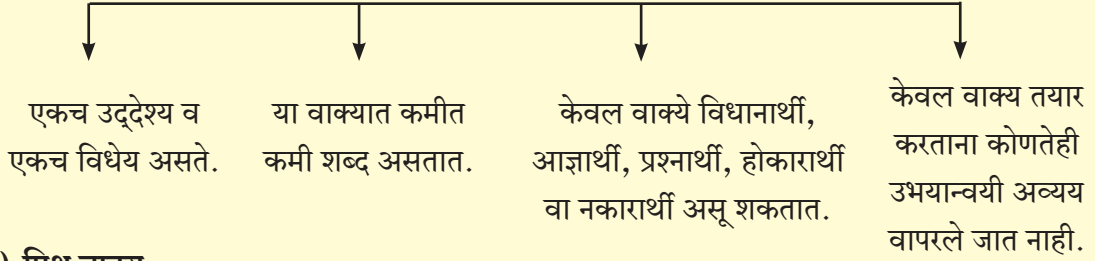 एकच उद्‌देश्य व
एकच विधेय असते.
या वाक्यात कमीत
कमी शब्द असतात.
केवल वाक्ये विधानार्थी,
आज्ञार्थी, प्रश्नार्थी, होकारार्थी
वा नकारार्थी असू शकतात.
केवल वाक्य तयार
करताना कोणतेही
उभयान्वयी अव्यय
वापरले जात नाही.